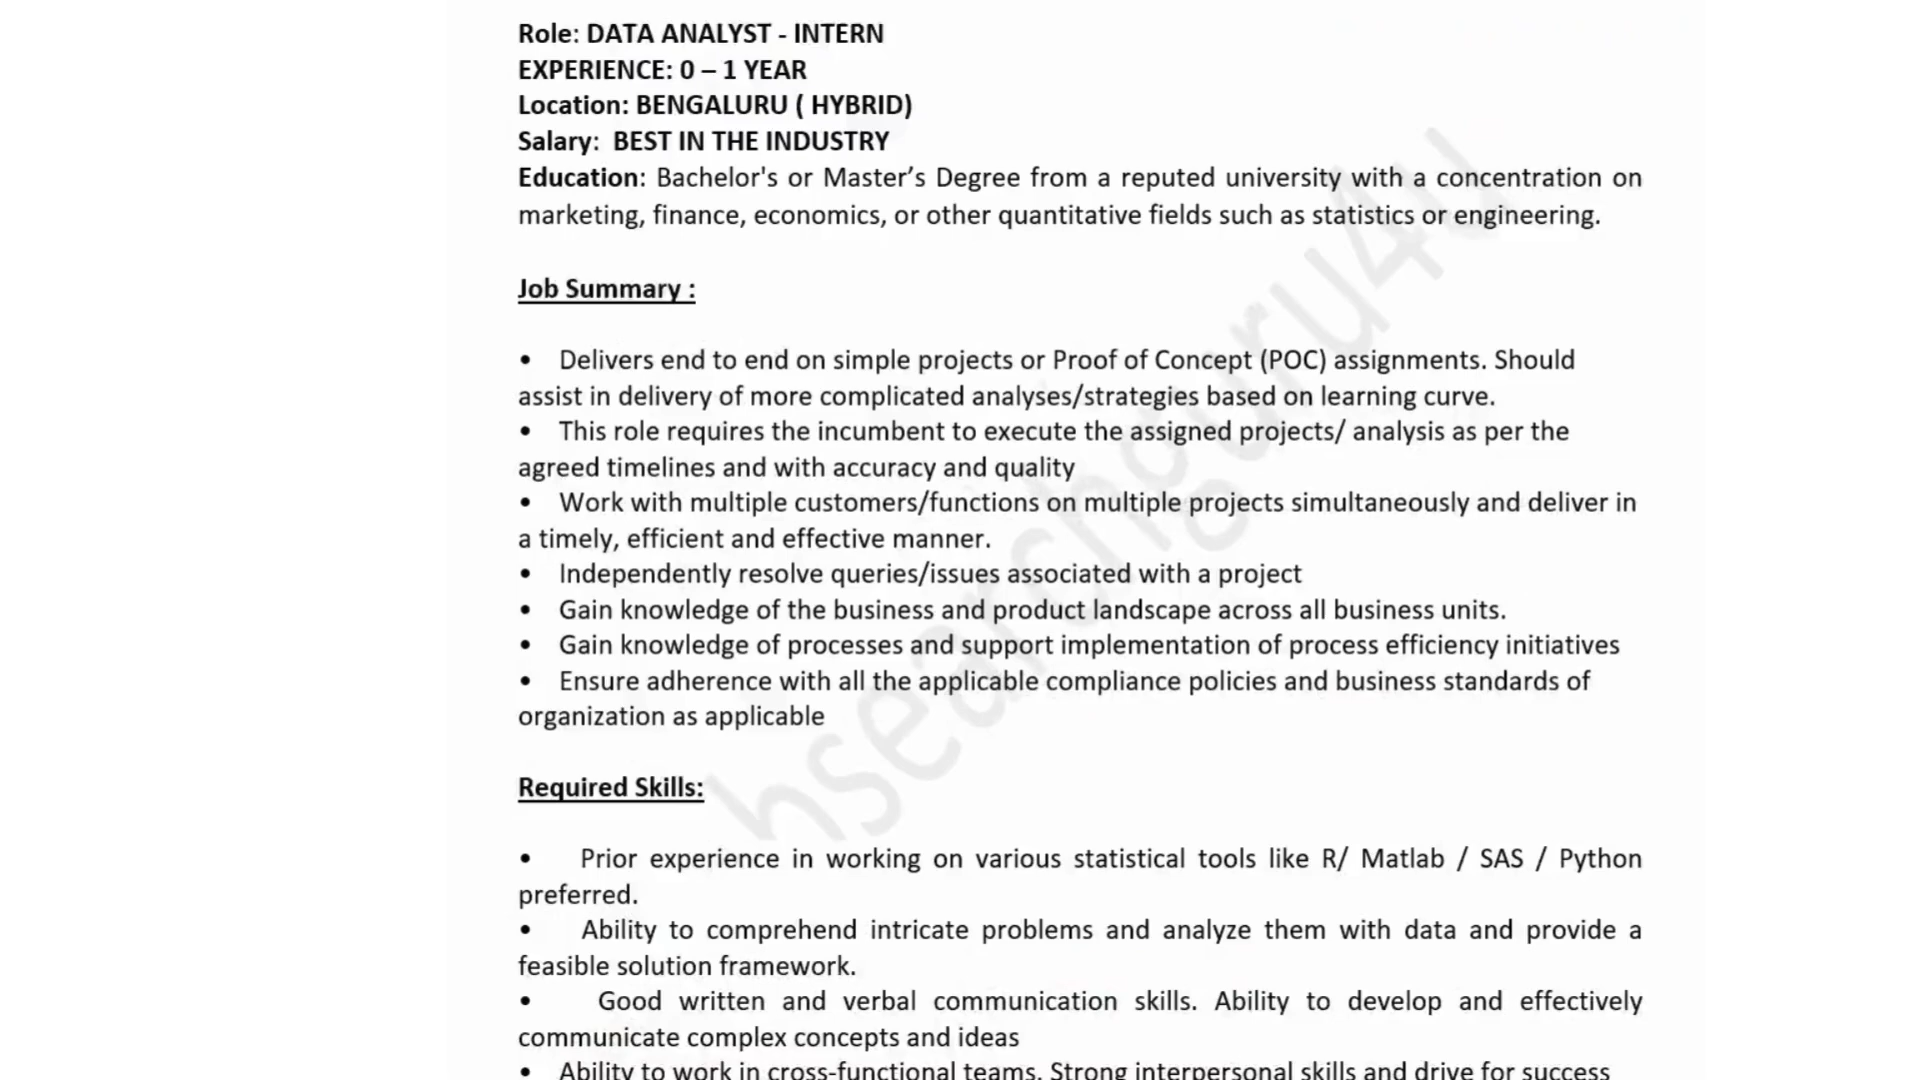 Role: DATA ANALYST - INTERN
EXPERIENCE: 0 – 1 YEAR
Location: BENGALURU ( HYBRID)
Salary:  BEST IN THE INDUSTRY
Education: Bachelor's or Master’s Degree from a reputed university with a concentration on
marketing, finance, economics, or other quantitative fields such as statistics or engineering.
Job Summary :
• Delivers end to end on simple projects or Proof of Concept (POC) assignments. Should
assist in delivery of more complicated analyses/strategies based on learning curve.
• This role requires the incumbent to execute the assigned projects/ analysis as per the
agreed timelines and with accuracy and quality
• Work with multiple customers/functions on multiple projects simultaneously and deliver in
a timely, efficient and effective manner.
• Independently resolve queries/issues associated with a project
• Gain knowledge of the business and product landscape across all business units.
• Gain knowledge of processes and support implementation of process efficiency initiatives
• Ensure adherence with all the applicable compliance policies and business standards of
organization as applicable
Required Skills:
• Prior experience in working on various statistical tools like R/ Matlab / SAS / Python
preferred.
• Ability to comprehend intricate problems and analyze them with data and provide a
feasible solution framework.
• Good written and verbal communication skills. Ability to develop and effectively
communicate complex concepts and ideas
• Ability to work in cross-functional teams. Strong interpersonal skills and drive for success
hsearchguru4u